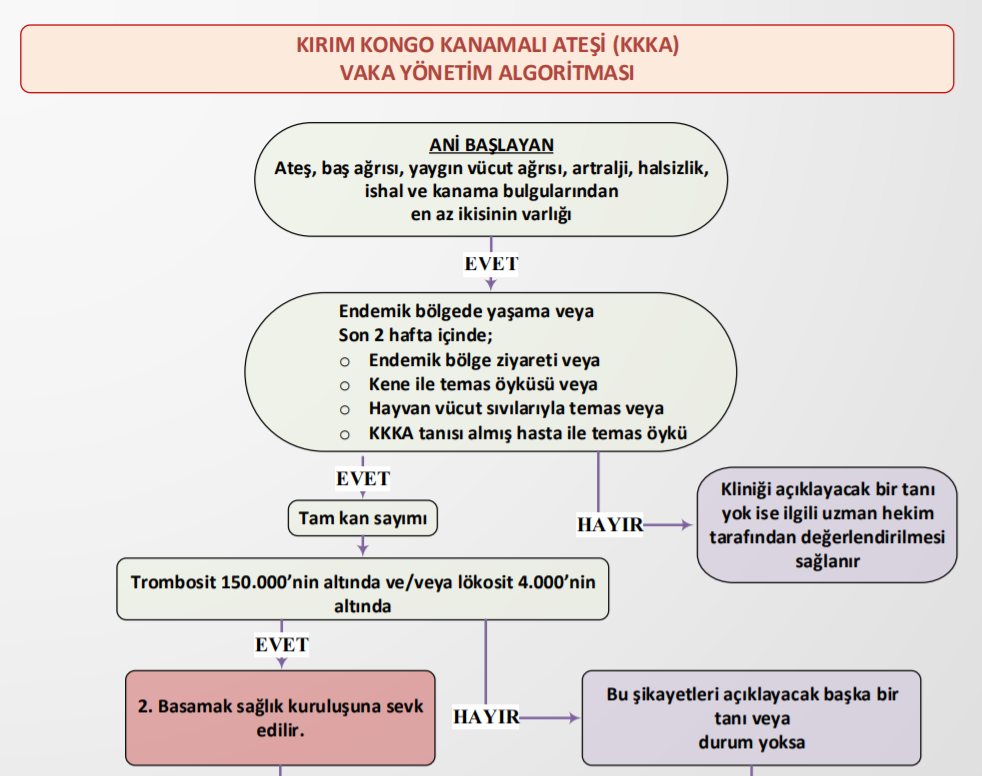 KIRIM KONGO KANAMALI ATEŞİ (KKKA)
VAKA YÖNETİM ALGORİTMASI
ANİ BAŞLAYAN
Ateş, baş ağrısı, yaygın vücut ağrısı, artralji, halsizlik,
ishal ve kanama bulgularından
en az ikisinin varlığı
EVET
Endemik bölgede yaşama veya
Son 2 hafta içinde;
o Endemik bölge ziyareti veya
o Kene ile temas öyküsü veya
o Hayvan vücut sıvılarıyla temas veya
o KKKA tanısı almış hasta ile temas öykü
EVET
HAYIR
Kliniği açıklayacak bir tanı
yok ise ilgili uzman hekim
tarafından değerlendirilmesi
sağlanır
Tam kan sayımı
Trombosit 150.000’nin altında ve/veya lökosit 4.000’nin
altında
EVET
2. Basamak sağlık kuruluşuna sevk
edilir.
HAYIR
Bu şikayetleri açıklayacak başka bir
tanı veya
durum yoksa